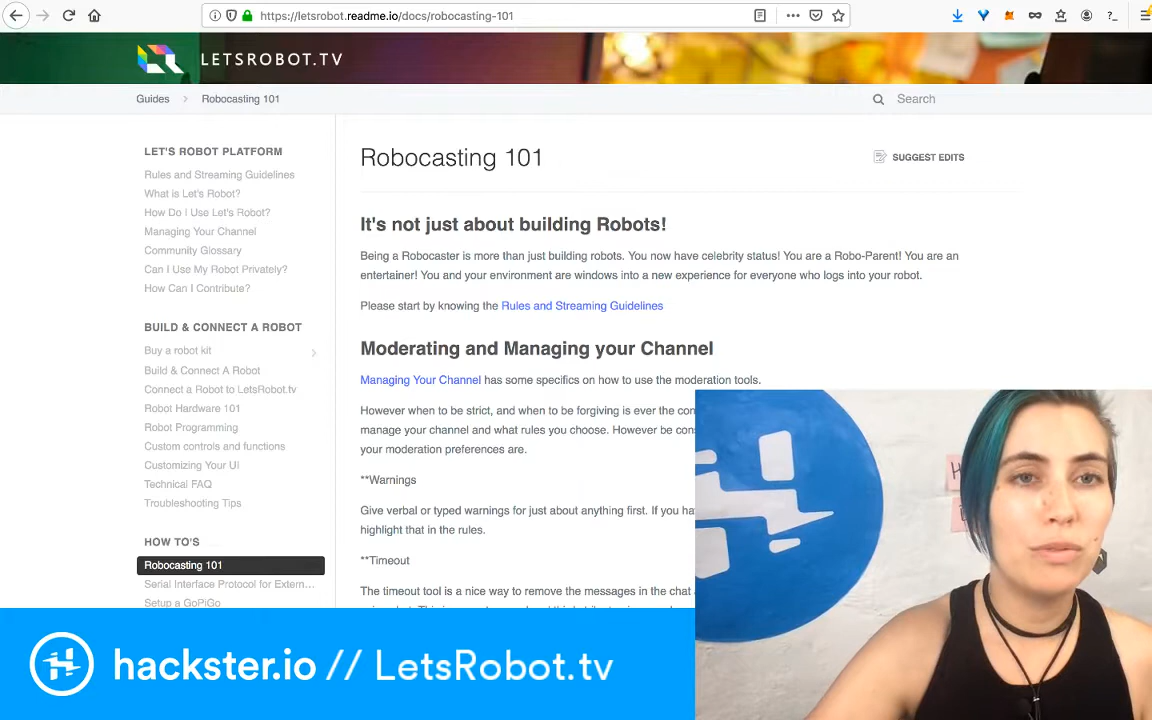 https://letsrobot.readme.io/docs/robocasting-101
LETSROBOT.TV
Guides > Robocasting 101
Search
LET'S ROBOT PLATFORM
Rules and Streaming Guidelines
What is Let's Robot?
How Do I Use Let's Robot?
Managing Your Channel
Community Glossary
Can I Use My Robot Privately?
How Can I Contribute?
BUILD & CONNECT A ROBOT
Buy a robot kit
Build & Connect A Robot
Connect a Robot to LetsRobot.tv
Robot Hardware 101
Robot Programming
Custom controls and functions
Customizing Your UI
Technical FAQ
Troubleshooting Tips
HOW TO'S
Robocasting 101
Serial Interface Protocol for Extern...
Setup a GoPiGo
Robocasting 101
SUGGEST EDITS
It's not just about building Robots!
Being a Robocaster is more than just building robots. You now have celebrity status! You are a Robo-Parent! You are an
entertainer! You and your environment are windows into a new experience for everyone who logs into your robot.
Please start by knowing the Rules and Streaming Guidelines
Moderating and Managing your Channel
Managing Your Channel has some specifics on how to use the moderation tools.
However when to be strict, and when to be forgiving is ever the
manage your channel and what rules you choose. However be
your moderation preferences are.
**Warnings
Give verbal or typed warnings for just about anything first. If you
highlight that in the rules.
**Timeout
The timeout tool is a nice way to remove the messages in the chat
hackster.io // LetsRobot.tv